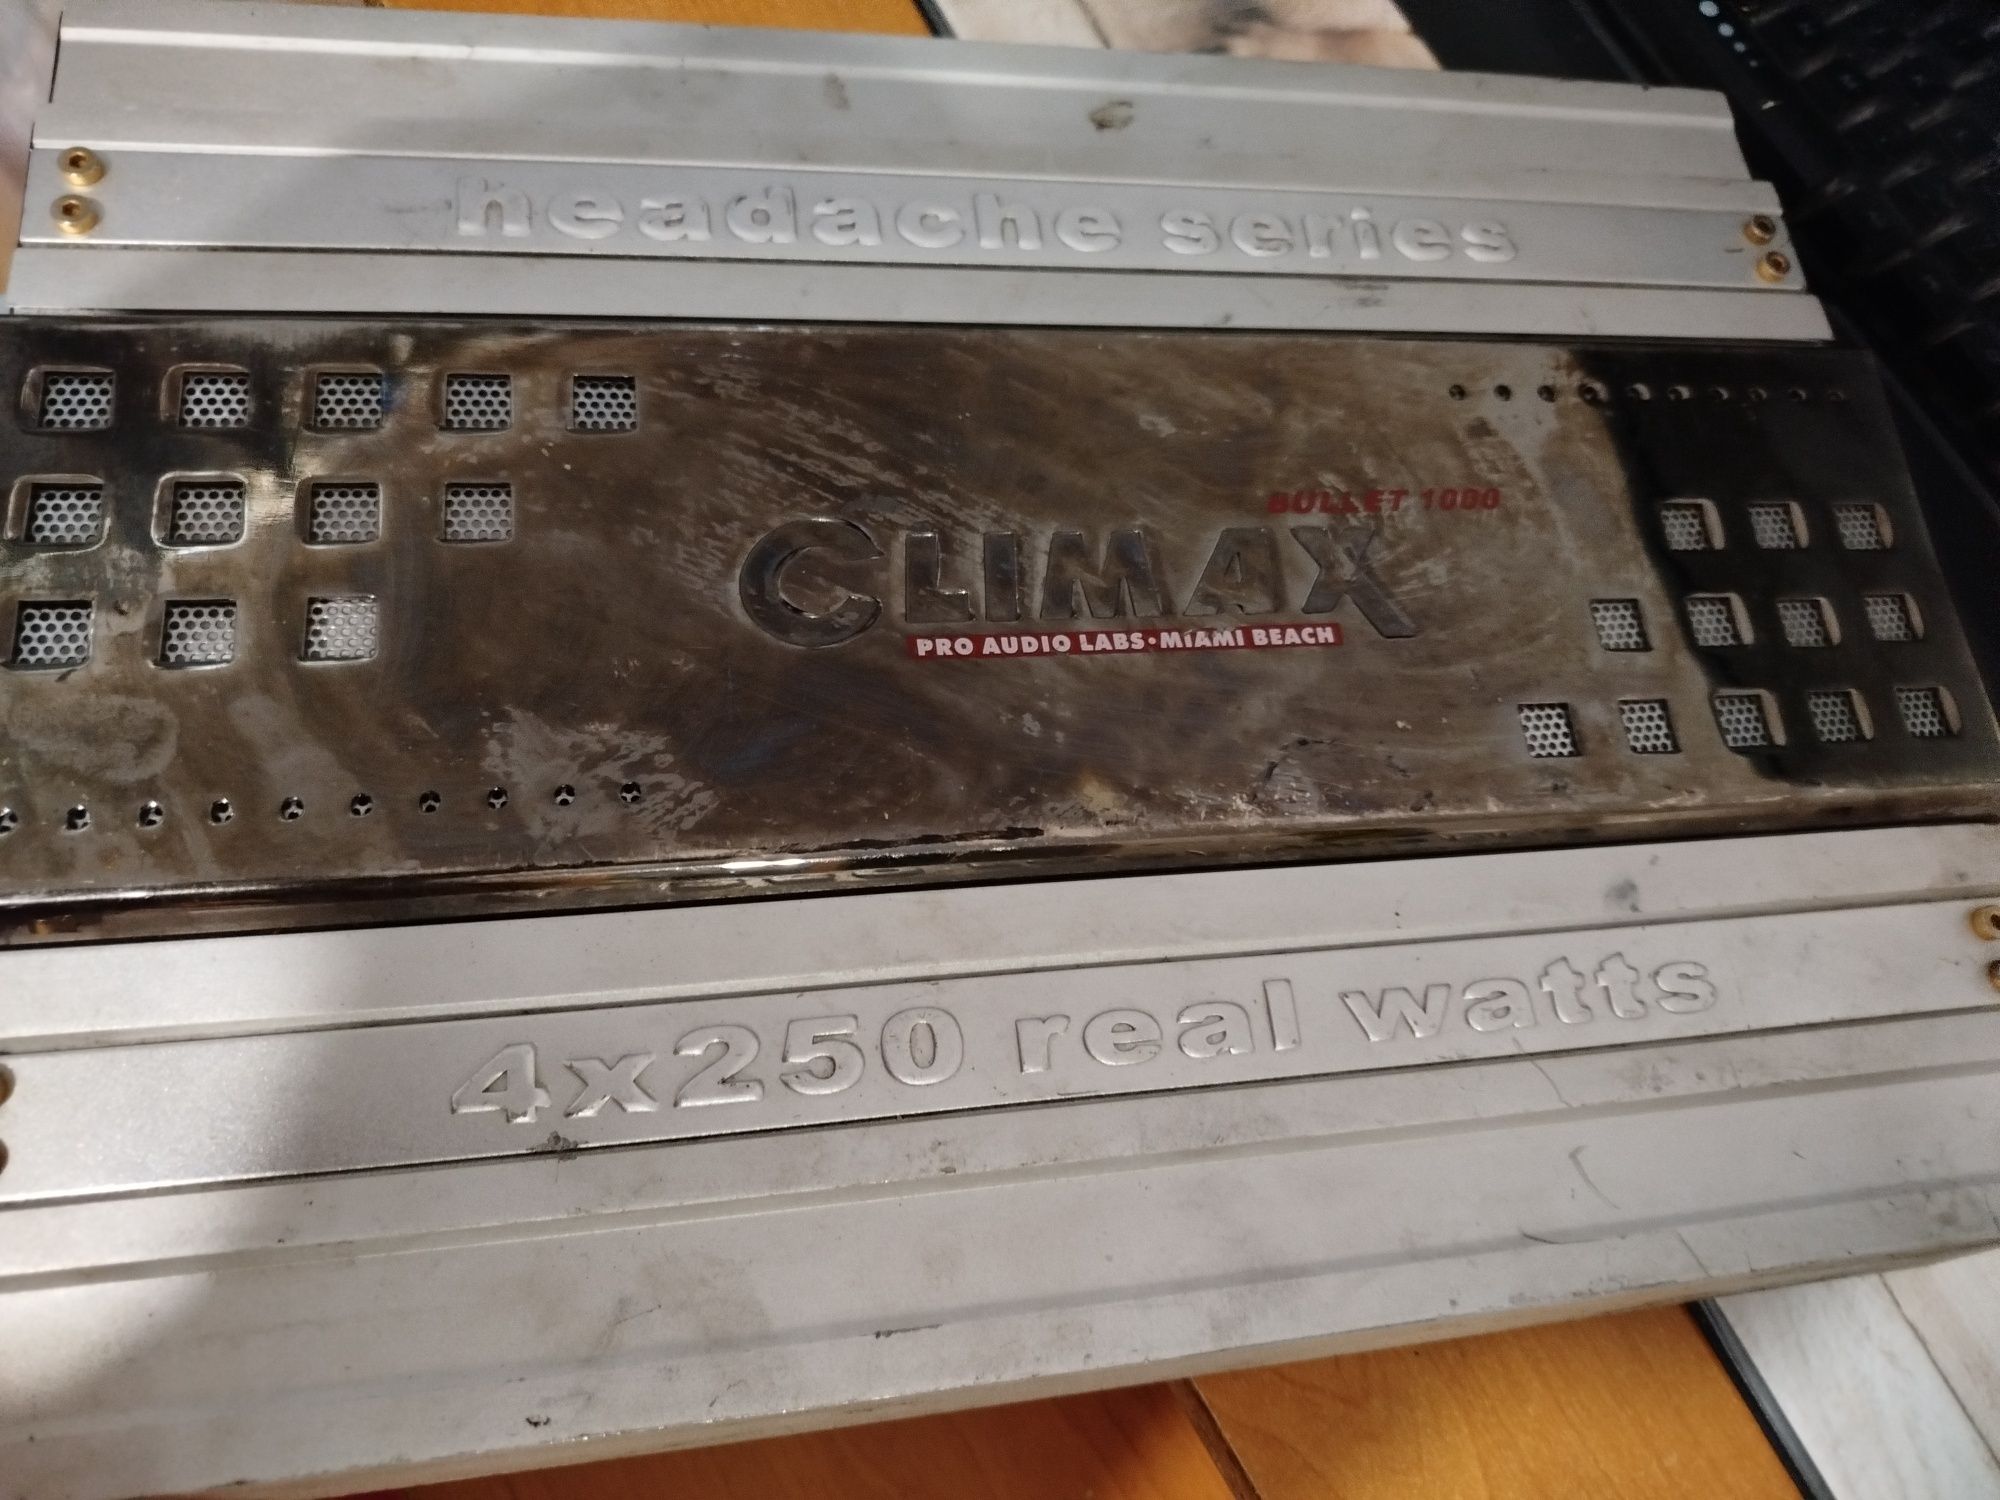 headache series
BULLET 1000
CLIMAX
PRO AUDIO LABS•MIAMI BEACH
4x250 real watts